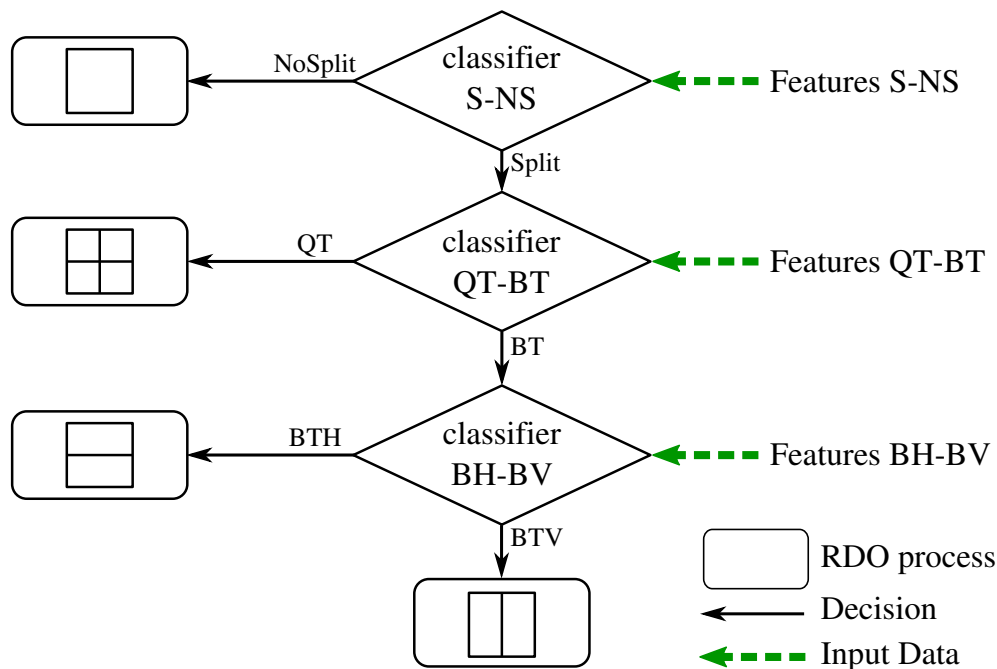 classifier
S-NS
NoSplit
Features S-NS
Split
classifier
QT-BT
QT
Features QT-BT
BT
classifier
BH-BV
BTH
Features BH-BV
BTV
RDO process
Decision
Input Data